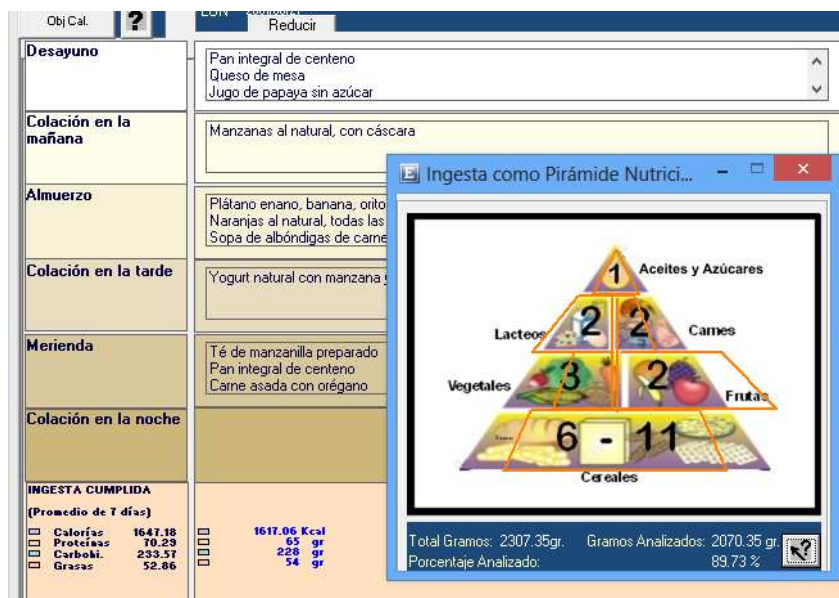 Obj Cal.
?
Reducir
Desayuno
Pan integral de centeno
Queso de mesa
Jugo de papaya sin azúcar
Colación en la
mañana
Manzanas al natural, con cáscara
Almuerzo
Plátano enano, banana, orito
Naranjas al natural, todas las
Sopa de albóndigas de carne
Colación en la tarde
Yogurt natural con manzana
Merienda
Té de manzanilla preparado
Pan integral de centeno
Carne asada con orégano
Colación en la noche
INGESTA CUMPLIDA
(Promedio de 7 días)
Calorías 1647.18
Proteínas 70.29
Carbohi. 233.57
Grasas 52.86
1617.06 Kcal
65 gr
228 gr
54 gr
E Ingesta como Pirámide Nutrici...
1 Aceites y Azúcares
Lacteos 2 2 Carnes
Vegetales 3 2 Frutas
6 - 11
Cereales
Total Gramos: 2307.35gr. Gramos Analizados: 2070.35 gr.
Porcentaje Analizado: 89.73 %
?